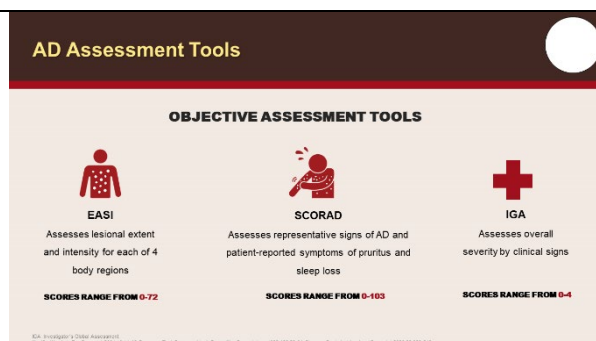 AD Assessment Tools
OBJECTIVE ASSESSMENT TOOLS
EASI
Assesses lesional extent
and intensity for each of 4
body regions
SCORES RANGE FROM 0-72
SCORAD
Assesses representative signs of AD and
patient-reported symptoms of pruritus and
sleep loss
SCORES RANGE FROM 0-103
IGA
Assesses overall
severity by clinical signs
SCORES RANGE FROM 0-4
IGA, Investigator's Global Assessment.